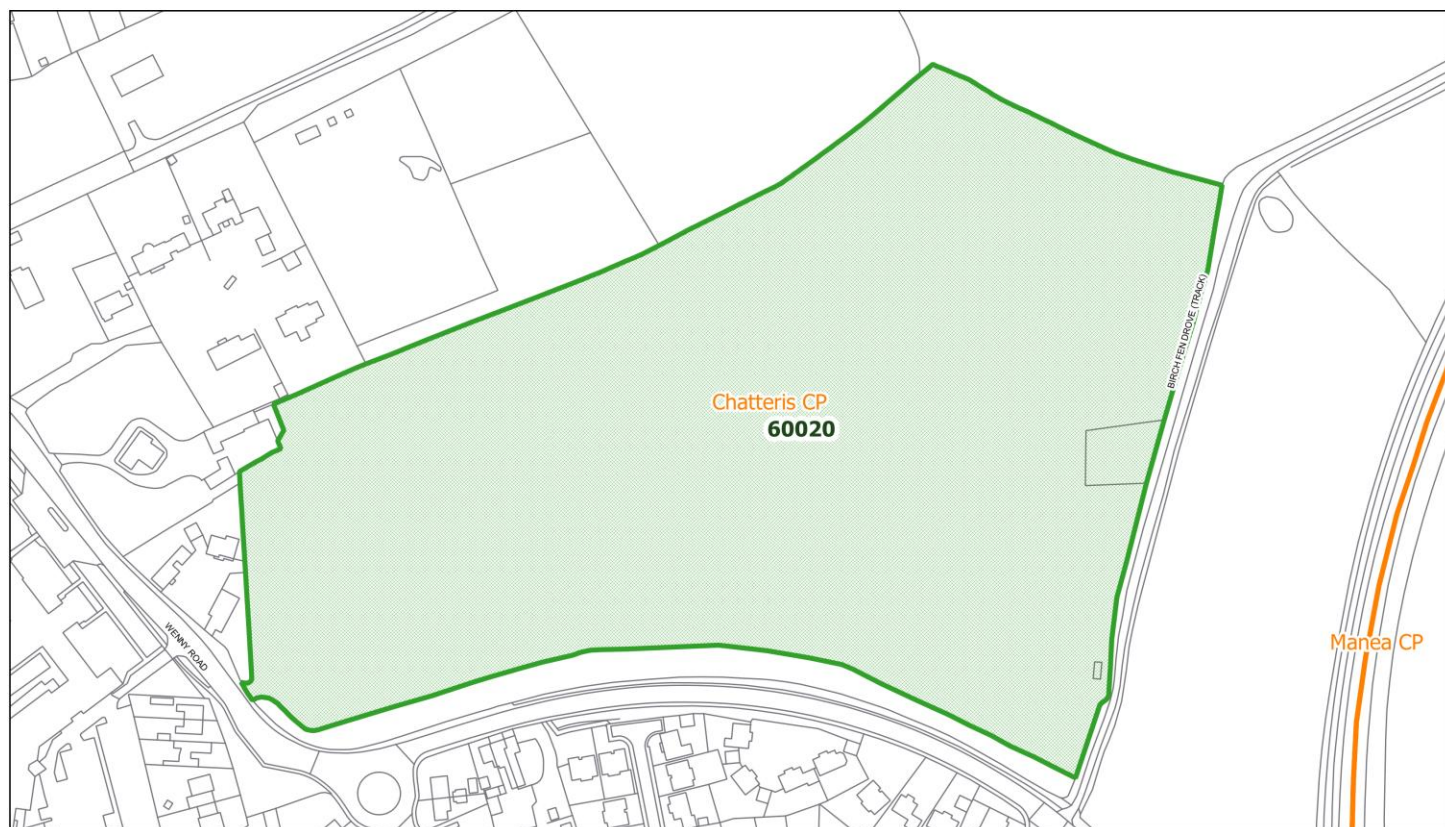 BIRCH FEN DROVE (TRACK)
Chatteris CP
60020
WENNY ROAD
Manea CP